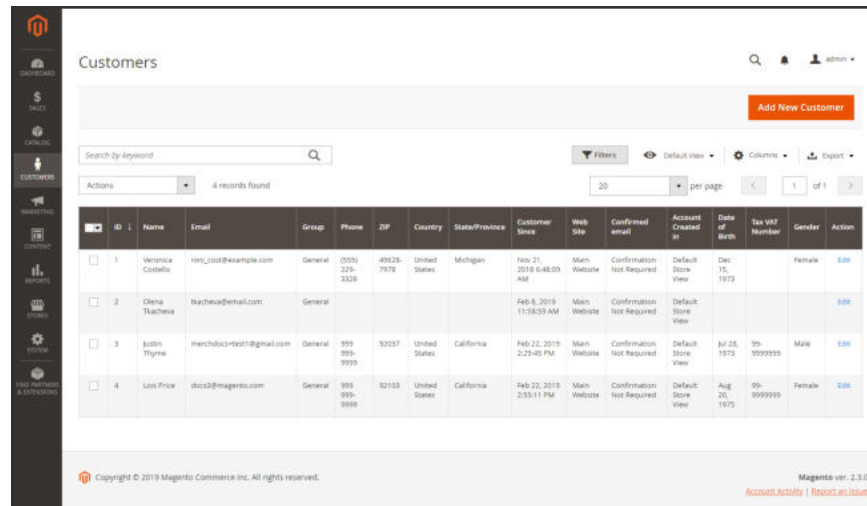 Customers
admin
DASHBOARD
SALES
CATALOG
CUSTOMERS
MARKETING
CONTENT
REPORTS
STORES
SYSTEM
FIND PARTNERS
& EXTENSIONS
Add New Customer
Search by keyword
Filters
Default View
Columns
Export
Actions
4 records found
20
per page
1
of 1
ID ↓ Name Email Group Phone ZIP Country State/Province Customer Since Web Site Confirmed email Account Created in Date of Birth Tax VAT Number Gender Action
1 Veronica Costello roni_cost@example.com General (555) 229-3326 49628-7978 United States Michigan Nov 21, 2018 6:48:09 AM Main Website Confirmation Not Required Default Store View Dec 15, 1973 Female Edit
2 Olena Tkacheva tkacheva@email.com General Feb 8, 2019 11:58:59 AM Main Website Confirmation Not Required Default Store View Edit
3 Justin Thyme merchdocs+test1@gmail.com General 999 999-9999 92037 United States California Feb 22, 2019 2:29:45 PM Main Website Confirmation Not Required Default Store View Jul 28, 1973 99-9999999 Male Edit
4 Lois Price docs3@magento.com General 999 999-9999 92103 United States California Feb 22, 2019 2:55:11 PM Main Website Confirmation Not Required Default Store View Aug 20, 1975 99-9999999 Female Edit
Copyright © 2019 Magento Commerce Inc. All rights reserved.
Magento ver. 2.3.0
Account Activity | Report an Issue